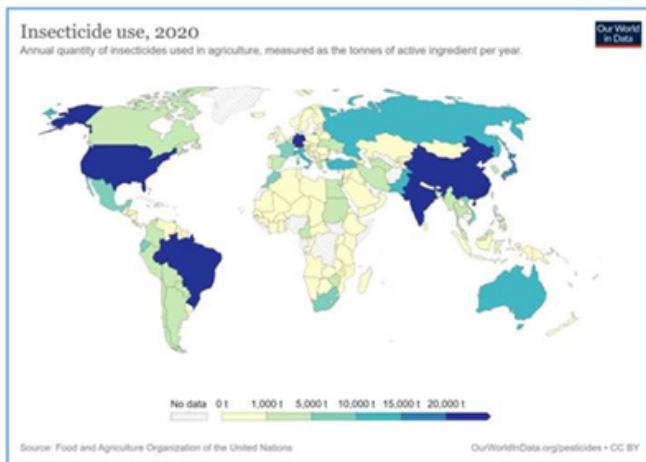 Insecticide use, 2020
Our World
in Data
Annual quantity of insecticides used in agriculture, measured as the tonnes of active ingredient per year.
No data 0 t 1,000 t 5,000 t 10,000 t 15,000 t 20,000 t
Source: Food and Agriculture Organization of the United Nations OurWorldInData.org/pesticides • CC BY